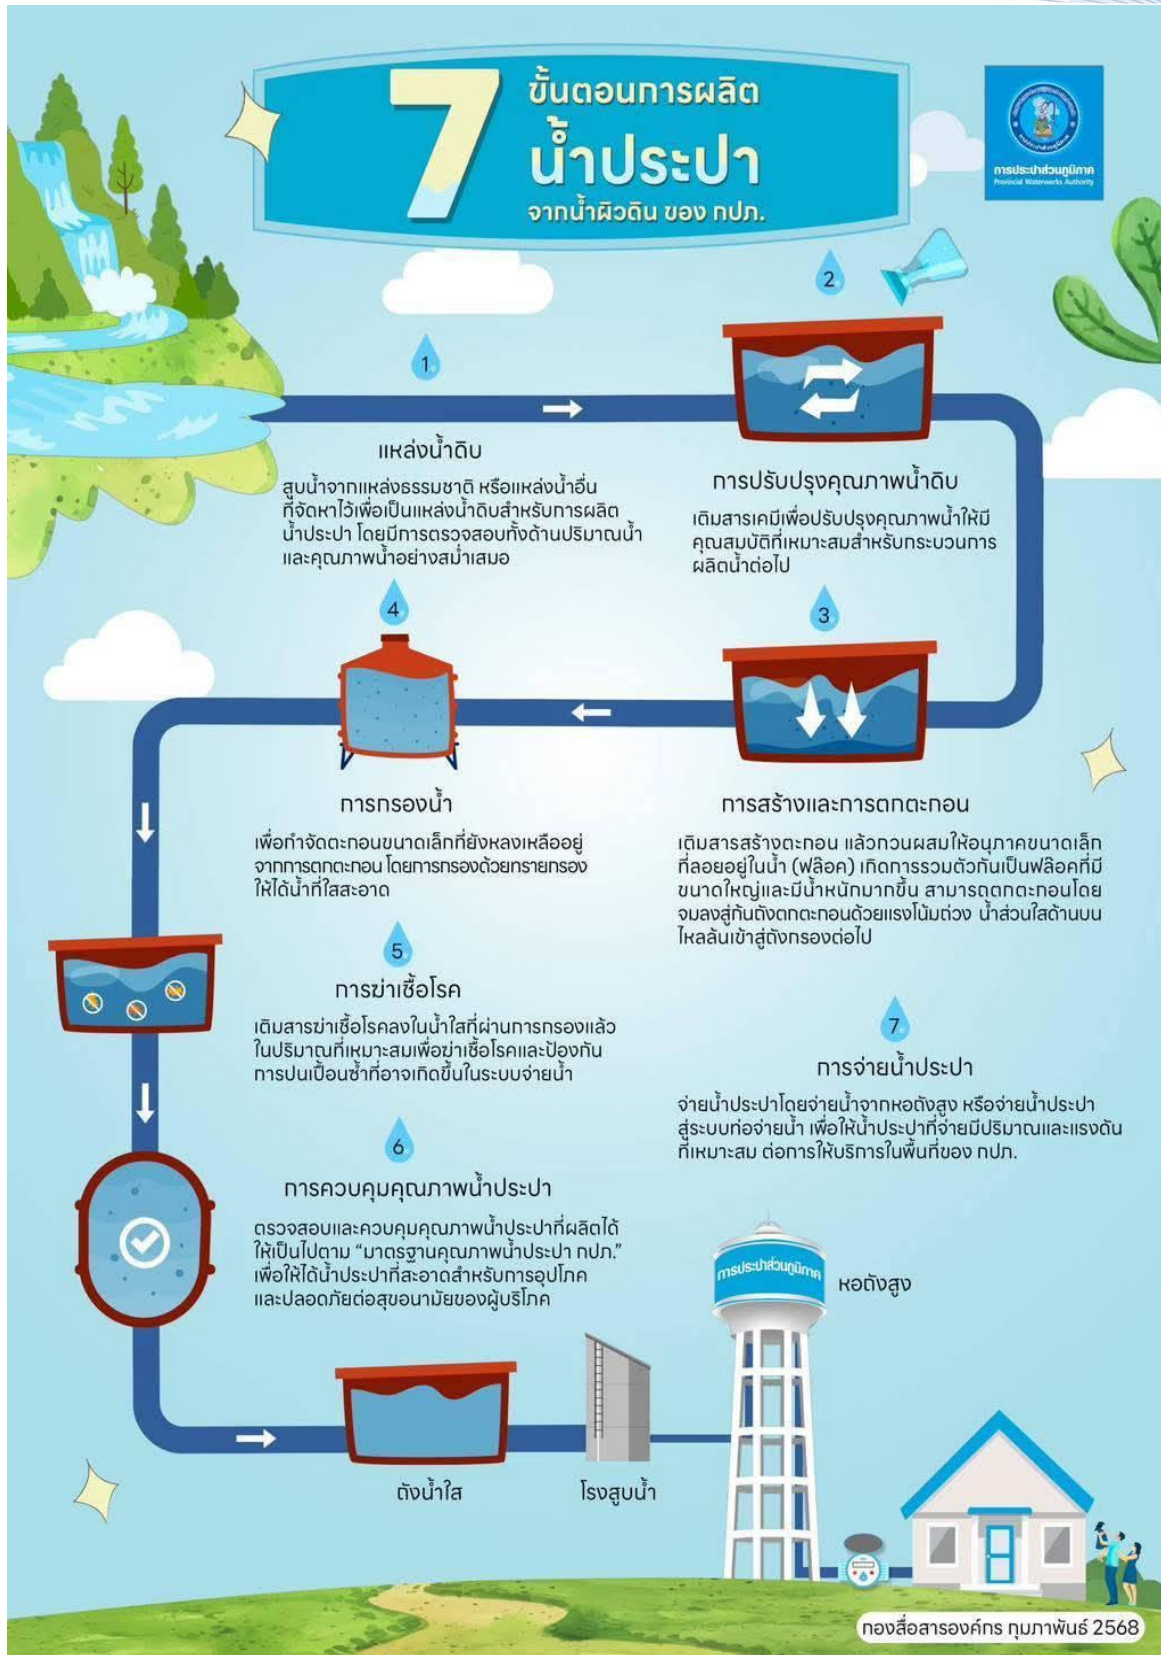 7
ขั้นตอนการผลิต
น้ำประปา
จากน้ำผิวดิน ของ กปภ.
การประปาส่วนภูมิภาค
Provincial Waterworks Authority
1.
แหล่งน้ำดิบ
สูบน้ำจากแหล่งธรรมชาติ หรือแหล่งน้ำอื่น
ที่จัดหาไว้เพื่อเป็นแหล่งน้ำดิบสำหรับการผลิต
น้ำประปา โดยมีการตรวจสอบทั้งด้านปริมาณน้ำ
และคุณภาพน้ำอย่างสม่ำเสมอ
2.
การปรับปรุงคุณภาพน้ำดิบ
เติมสารเคมีเพื่อปรับปรุงคุณภาพน้ำให้มี
คุณสมบัติที่เหมาะสมสำหรับกระบวนการ
ผลิตน้ำต่อไป
3.
การสร้างและการตกตะกอน
เติมสารสร้างตะกอน แล้วกวนผสมให้อนุภาคขนาดเล็ก
ที่ลอยอยู่ในน้ำ (ฟล๊อค) เกิดการรวมตัวกันเป็นฟล๊อคที่มี
ขนาดใหญ่และมีน้ำหนักมากขึ้น สามารถตกตะกอนโดย
จมลงสู่ก้นถังตกตะกอนด้วยแรงโน้มถ่วง น้ำส่วนใสด้านบน
ไหลล้นเข้าสู่ถังกรองต่อไป
4.
การกรองน้ำ
เพื่อกำจัดตะกอนขนาดเล็กที่ยังหลงเหลืออยู่
จากการตกตะกอน โดยการกรองด้วยทรายกรอง
ให้ได้น้ำที่ใสสะอาด
5.
การฆ่าเชื้อโรค
เติมสารฆ่าเชื้อโรคลงในน้ำใสที่ผ่านการกรองแล้ว
ในปริมาณที่เหมาะสมเพื่อฆ่าเชื้อโรคและป้องกัน
การปนเปื้อนซ้ำที่อาจเกิดขึ้นในระบบจ่ายน้ำ
6.
การควบคุมคุณภาพน้ำประปา
ตรวจสอบและควบคุมคุณภาพน้ำประปาที่ผลิตได้
ให้เป็นไปตาม “มาตรฐานคุณภาพน้ำประปา กปภ.”
เพื่อให้ได้น้ำประปาที่สะอาดสำหรับการอุปโภค
และปลอดภัยต่อสุขอนามัยของผู้บริโภค
7.
การจ่ายน้ำประปา
จ่ายน้ำประปาโดยจ่ายน้ำจากหอถังสูง หรือจ่ายน้ำประปา
สู่ระบบท่อจ่ายน้ำ เพื่อให้น้ำประปาที่จ่ายมีปริมาณและแรงดัน
ที่เหมาะสม ต่อการให้บริการในพื้นที่ของ กปภ.
การประปาส่วนภูมิภาค
หอถังสูง
ถังน้ำใส
โรงสูบน้ำ
กองสื่อสารองค์กร กุมภาพันธ์ 2568